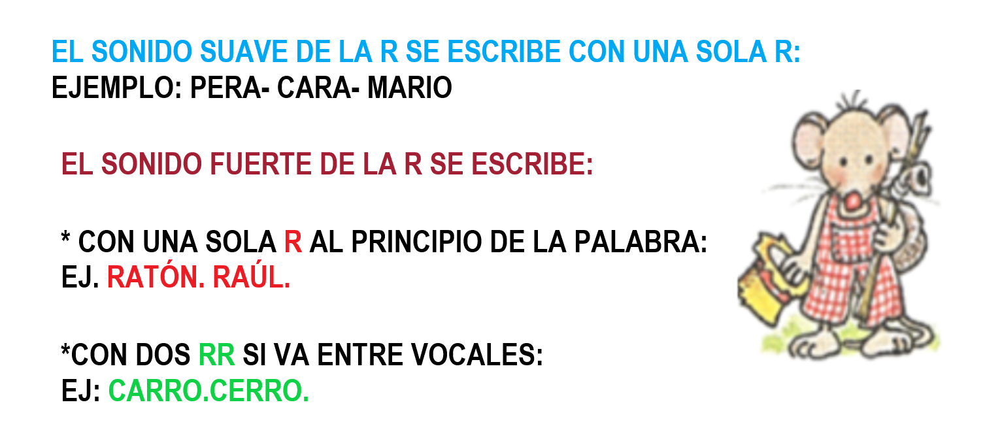 EL SONIDO SUAVE DE LA R SE ESCRIBE CON UNA SOLA R:
EJEMPLO: PERA- CARA- MARIO
EL SONIDO FUERTE DE LA R SE ESCRIBE:
* CON UNA SOLA R AL PRINCIPIO DE LA PALABRA:
EJ. RATÓN. RAÚL.
*CON DOS RR SI VA ENTRE VOCALES:
EJ: CARRO.CERRO.